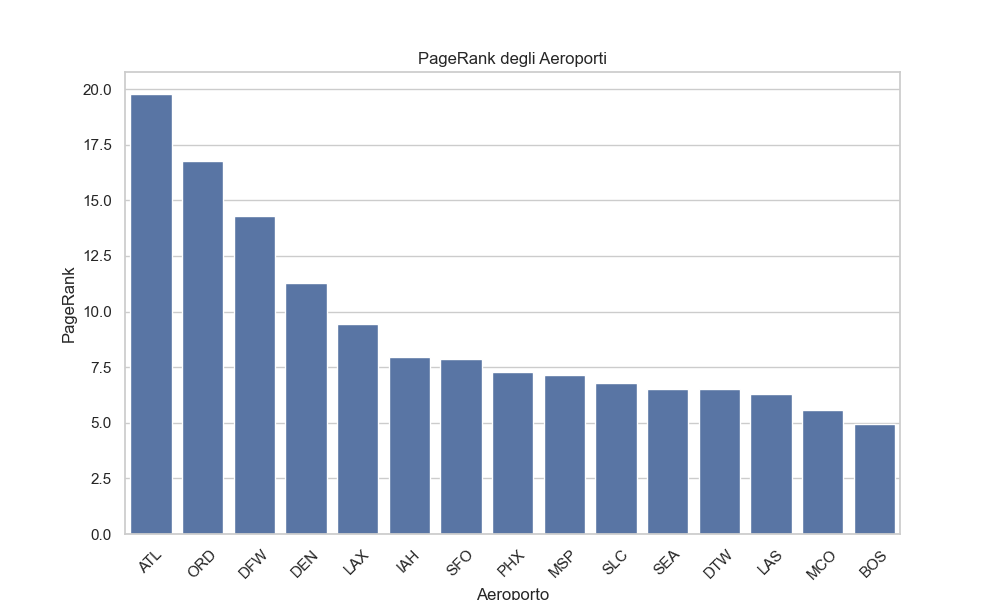 PageRank degli Aeroporti
20.0
17.5
15.0
12.5
10.0
7.5
5.0
2.5
0.0
PageRank
ATL ORD DFW DEN LAX IAH SFO PHX MSP SLC SEA DTW LAS MCO BOS
Aeroporto